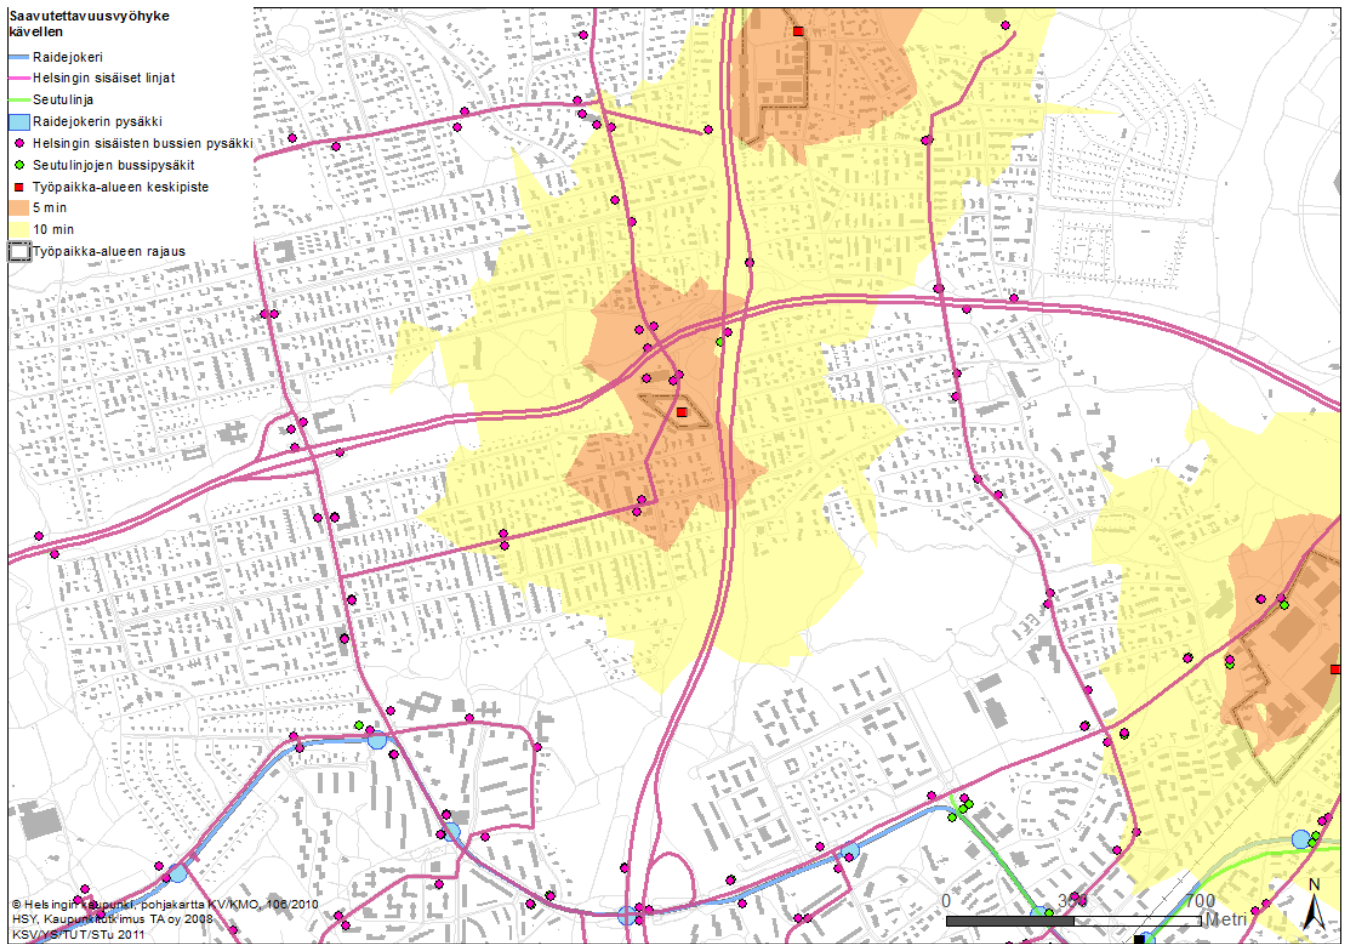 Saavutettavuusvyöhyke
kävellen
Raidejokeri
Helsingin sisäiset linjat
Seutulinja
Raidejokerin pysäkki
Helsingin sisäisten bussien pysäkki
Seutulinjojen bussipysäkit
Työpaikka-alueen keskipiste
5 min
10 min
Työpaikka-alueen rajaus
© Helsingin kaupunki, pohjakartta KV/KMO, 106/2010
HSY, Kaupunkitutkimus TA oy 2008
KSV/YS/TUT/STu 2011
0 350 700
Metri
N